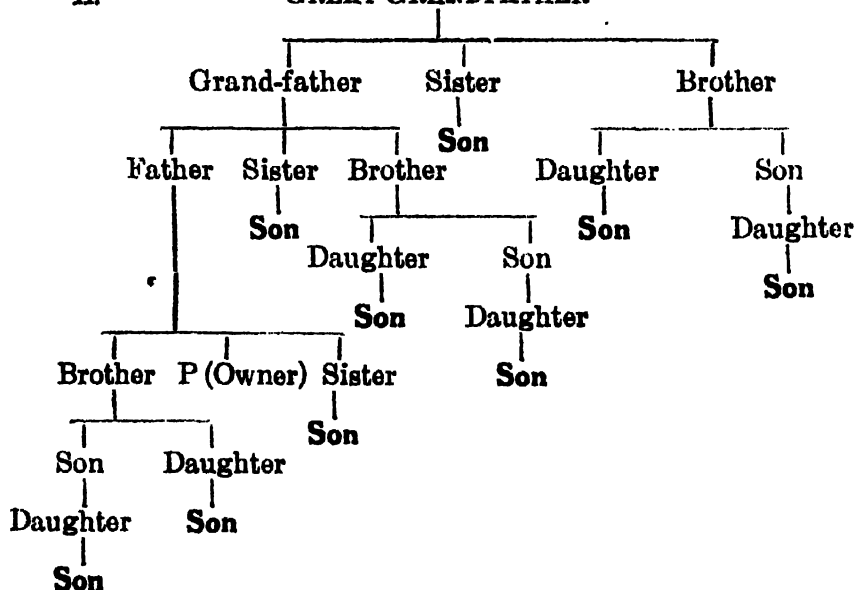 Grand-father Sister Brother
Son
Father Sister Brother Daughter Son
Son Son Daughter
Daughter Son
Son
Son Daughter
Brother P (Owner) Sister Son
Son
Son Daughter
Daughter Son
Son